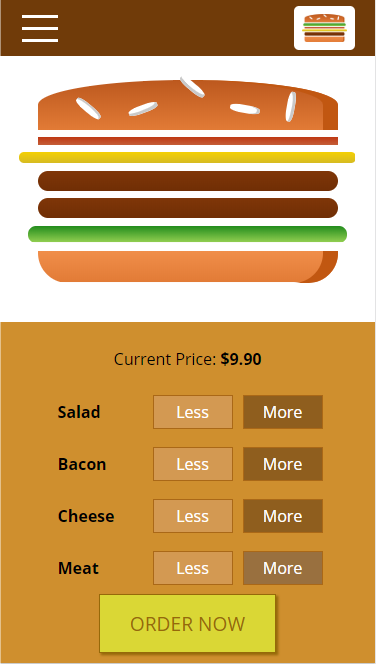 Current Price: $9.90
Salad Less More
Bacon Less More
Cheese Less More
Meat Less More
ORDER NOW